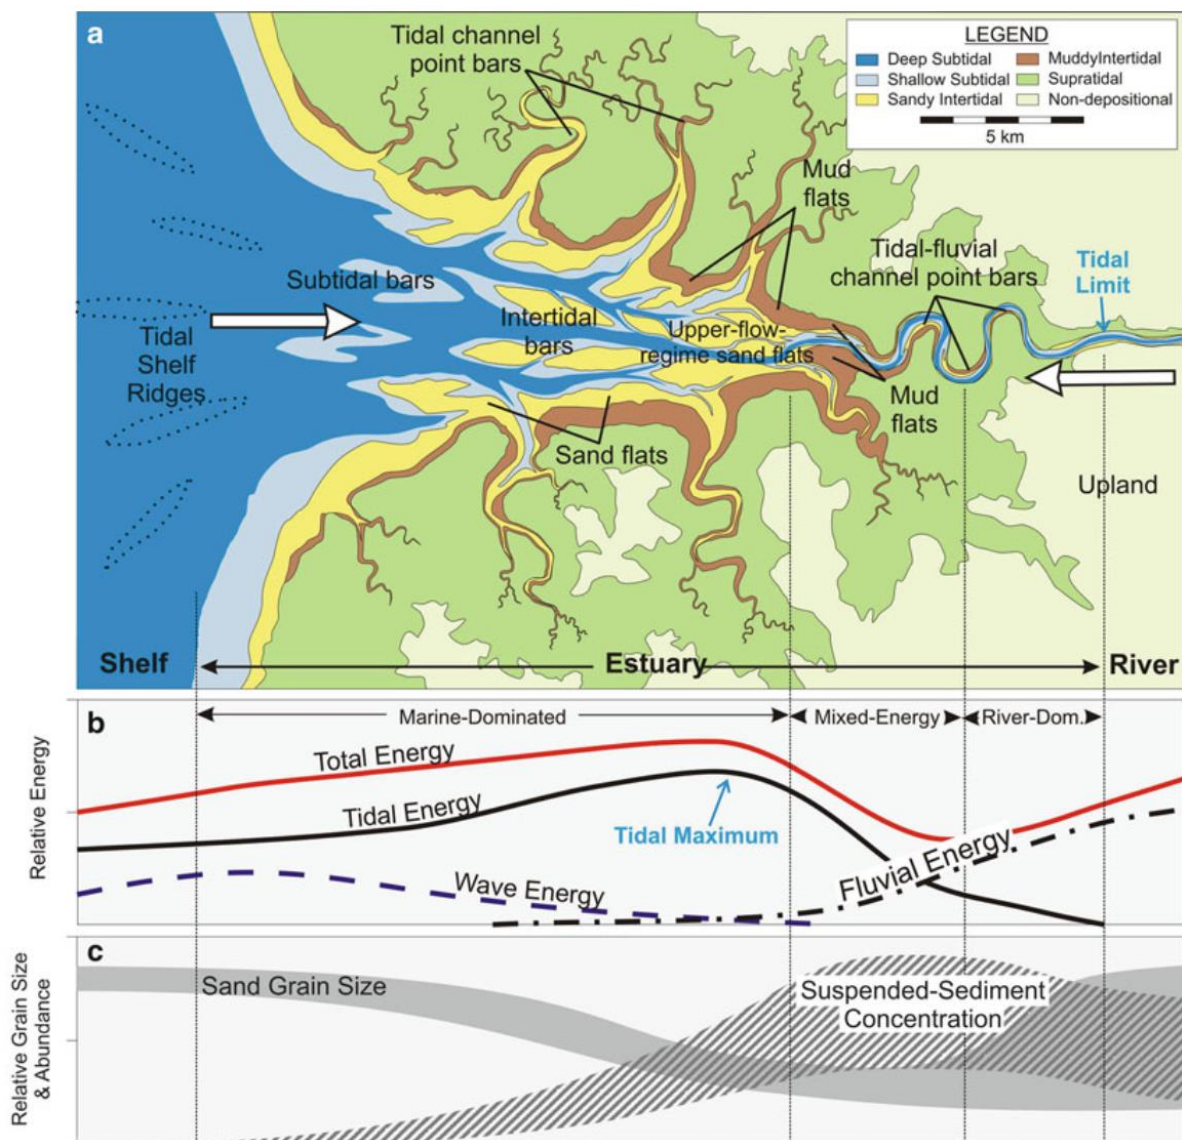 a
Tidal channel
point bars
LEGEND
Deep Subtidal
MuddyIntertidal
Shallow Subtidal
Supratidal
Sandy Intertidal
Non-depositional
5 km
Mud
flats
Tidal-fluvial
channel point bars
Tidal
Limit
Subtidal bars
Tidal
Shelf
Ridges
Intertidal
bars
Upper-flow-
regime sand flats
Mud
flats
Sand flats
Upland
Shelf
Estuary
River
b
Marine-Dominated
Mixed-Energy
River-Dom.
Relative Energy
Total Energy
Tidal Energy
Tidal Maximum
Wave Energy
Fluvial Energy
c
Relative Grain Size
& Abundance
Sand Grain Size
Suspended-Sediment
Concentration